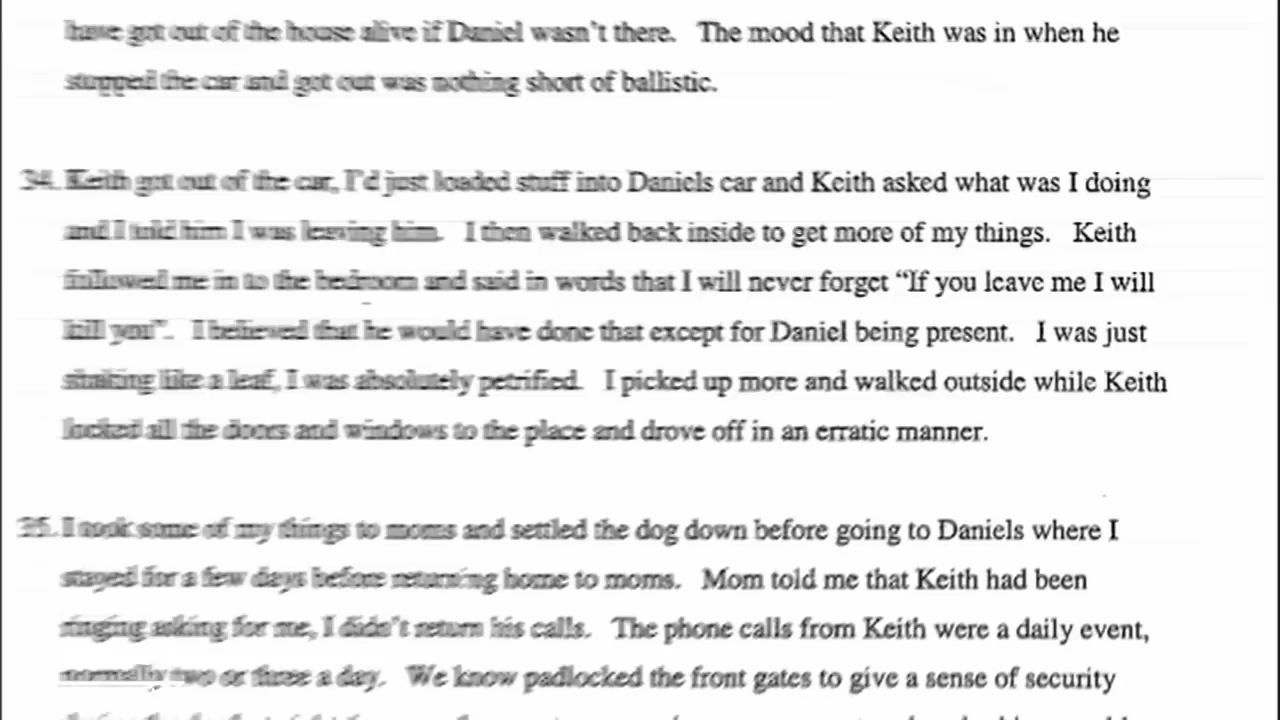 have got out of the house alive if Daniel wasn't there. The mood that Keith was in when he
stopped the car and got out was nothing short of ballistic.
34. Keith got out of the car, I'd just loaded stuff into Daniels car and Keith asked what was I doing
and I told him I was leaving him. I then walked back inside to get more of my things. Keith
followed me in to the bedroom and said in words that I will never forget “If you leave me I will
kill you”. I believed that he would have done that except for Daniel being present. I was just
shaking like a leaf, I was absolutely petrified. I picked up more and walked outside while Keith
locked all the doors and windows to the place and drove off in an erratic manner.
35. I took some of my things to moms and settled the dog down before going to Daniels where I
stayed for a few days before returning home to moms. Mom told me that Keith had been
ringing asking for me, I didn't return his calls. The phone calls from Keith were a daily event,
normally two or three a day. We know padlocked the front gates to give a sense of security